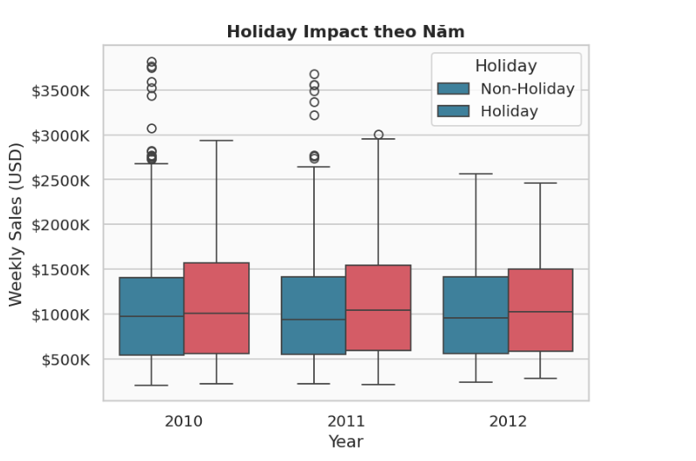 Holiday Impact theo Năm
Holiday
Non-Holiday
Holiday
$3500K
$3000K
$2500K
$2000K
$1500K
$1000K
$500K
Weekly Sales (USD)
2010
2011
2012
Year